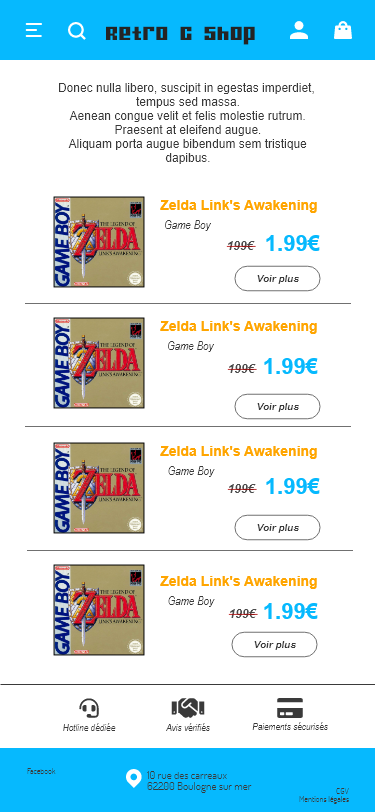 Retro G Shop
Donec nulla libero, suscipit in egestas imperdiet,
tempus sed massa.
Aenean congue velit et felis molestie rutrum.
Praesent at eleifend augue.
Aliquam porta augue bibendum sem tristique
dapibus.
GAME BOY
THE LEGEND OF
ZELDA
LINK'S AWAKENING
Zelda Link's Awakening
Game Boy
199€ 1.99€
Voir plus
GAME BOY
THE LEGEND OF
ZELDA
LINK'S AWAKENING
Zelda Link's Awakening
Game Boy
199€ 1.99€
Voir plus
GAME BOY
THE LEGEND OF
ZELDA
LINK'S AWAKENING
Zelda Link's Awakening
Game Boy
199€ 1.99€
Voir plus
GAME BOY
THE LEGEND OF
ZELDA
LINK'S AWAKENING
Zelda Link's Awakening
Game Boy
199€ 1.99€
Voir plus
Hotline dédiée
Avis vérifiés
Paiements sécurisés
Facebook
10 rue des carreaux
62200 Boulogne sur mer
CGV
Mentions légales